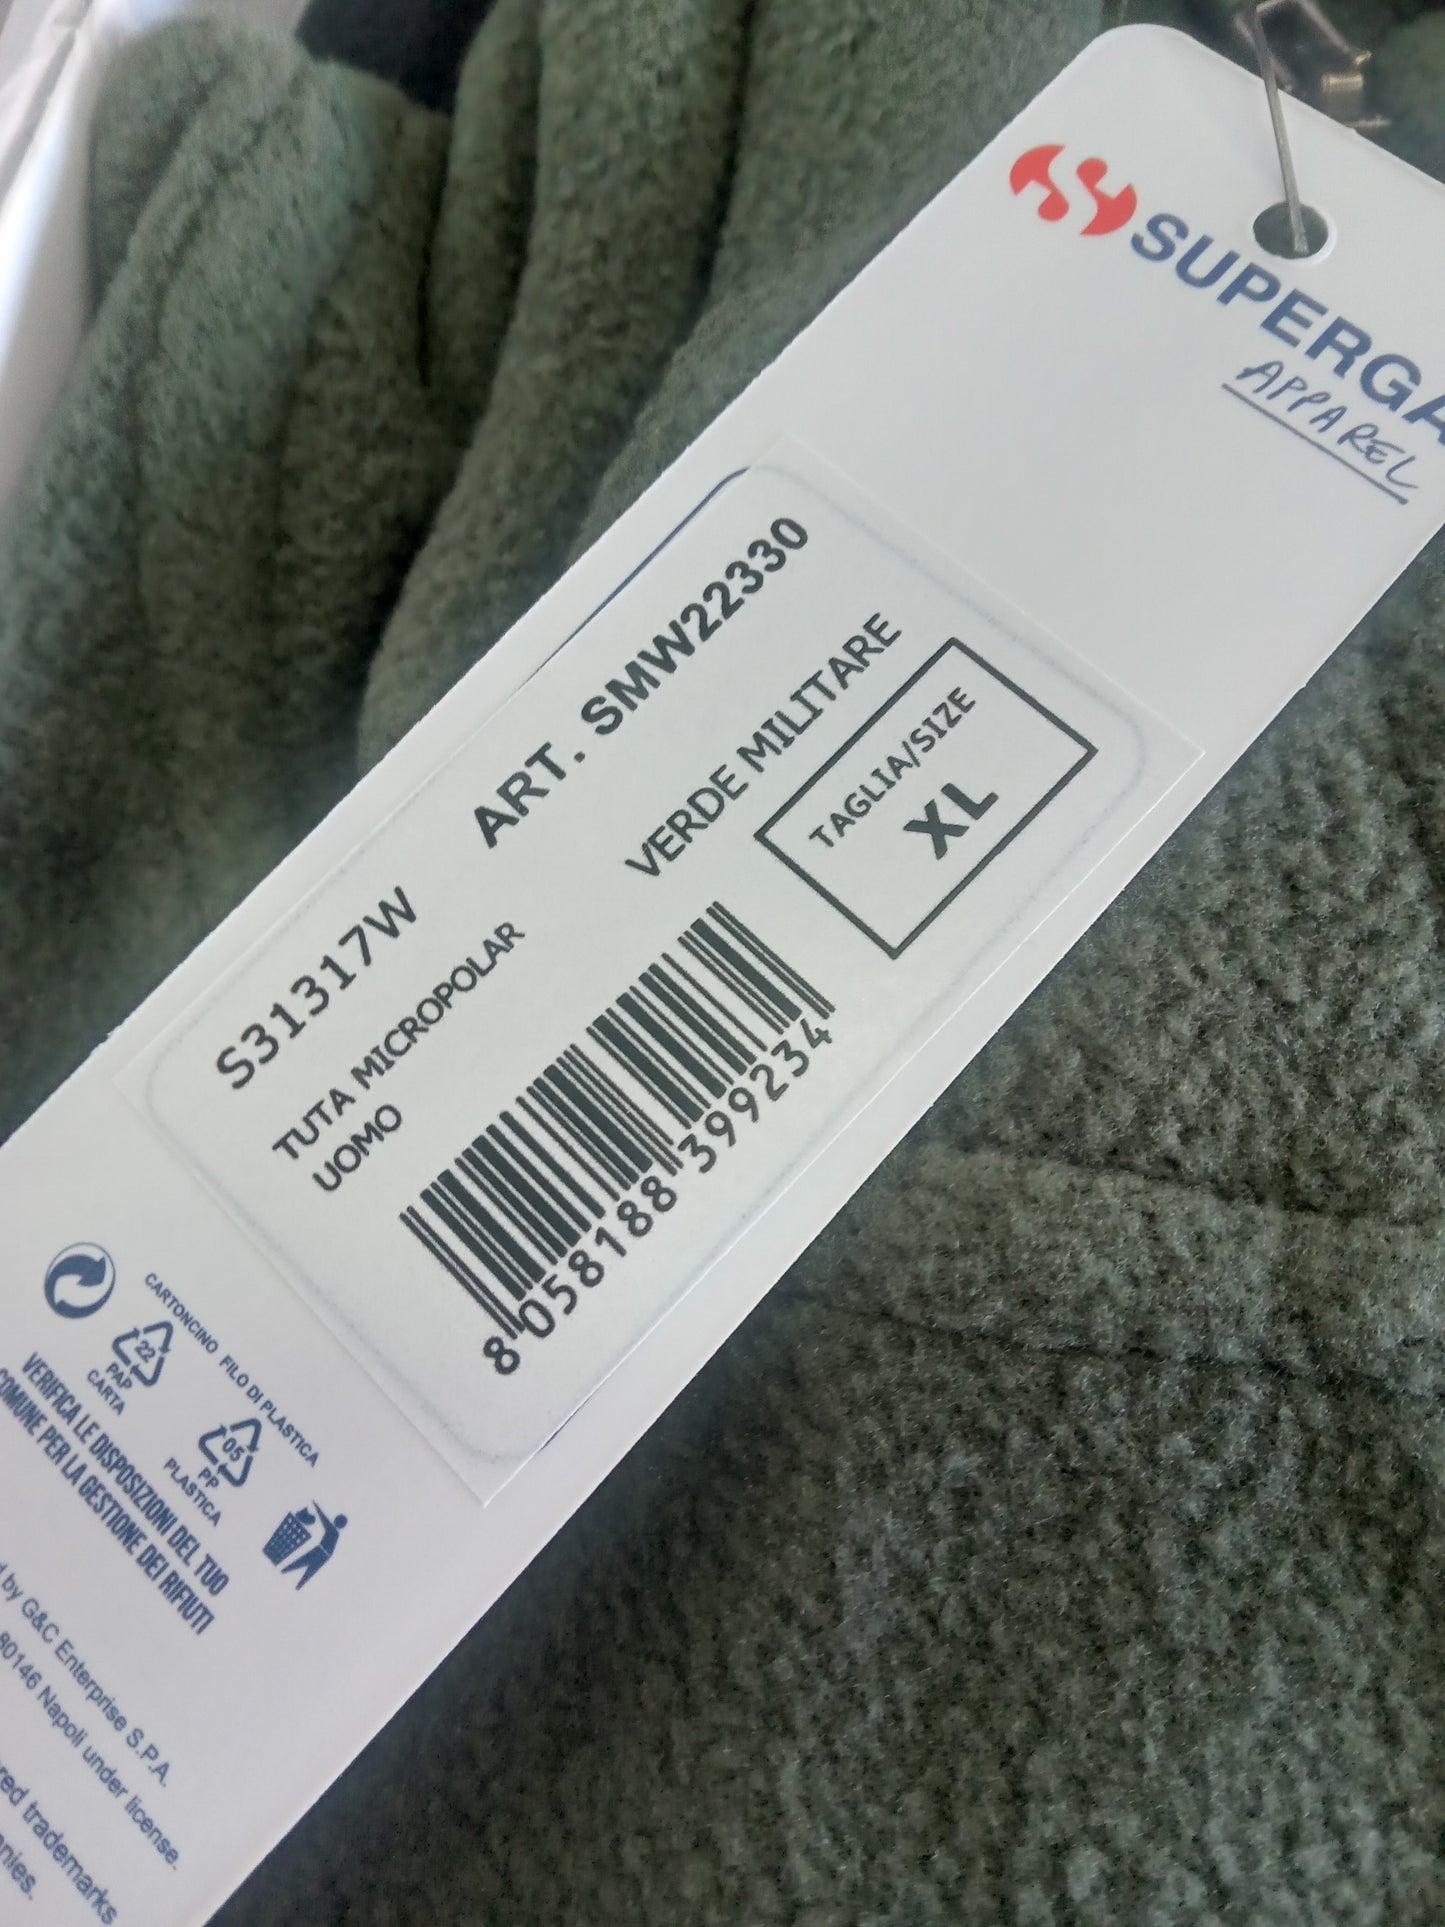 SUPERGA
APPAREL
S31317W
ART. SMW22330
TUTA MICROPOLAR
UOMO
VERDE MILITARE
TAGLIA/SIZE
XL
8 058188 399234
CARTONCINO FILO DI PLASTICA
22
PAP
CARTA
05
PP
PLASTICA
VERIFICA LE DISPOSIZIONI DEL TUO
COMUNE PER LA GESTIONE DEI RIFIUTI
by G&C Enterprise S.P.A.
80146 Napoli under license.
trademarks